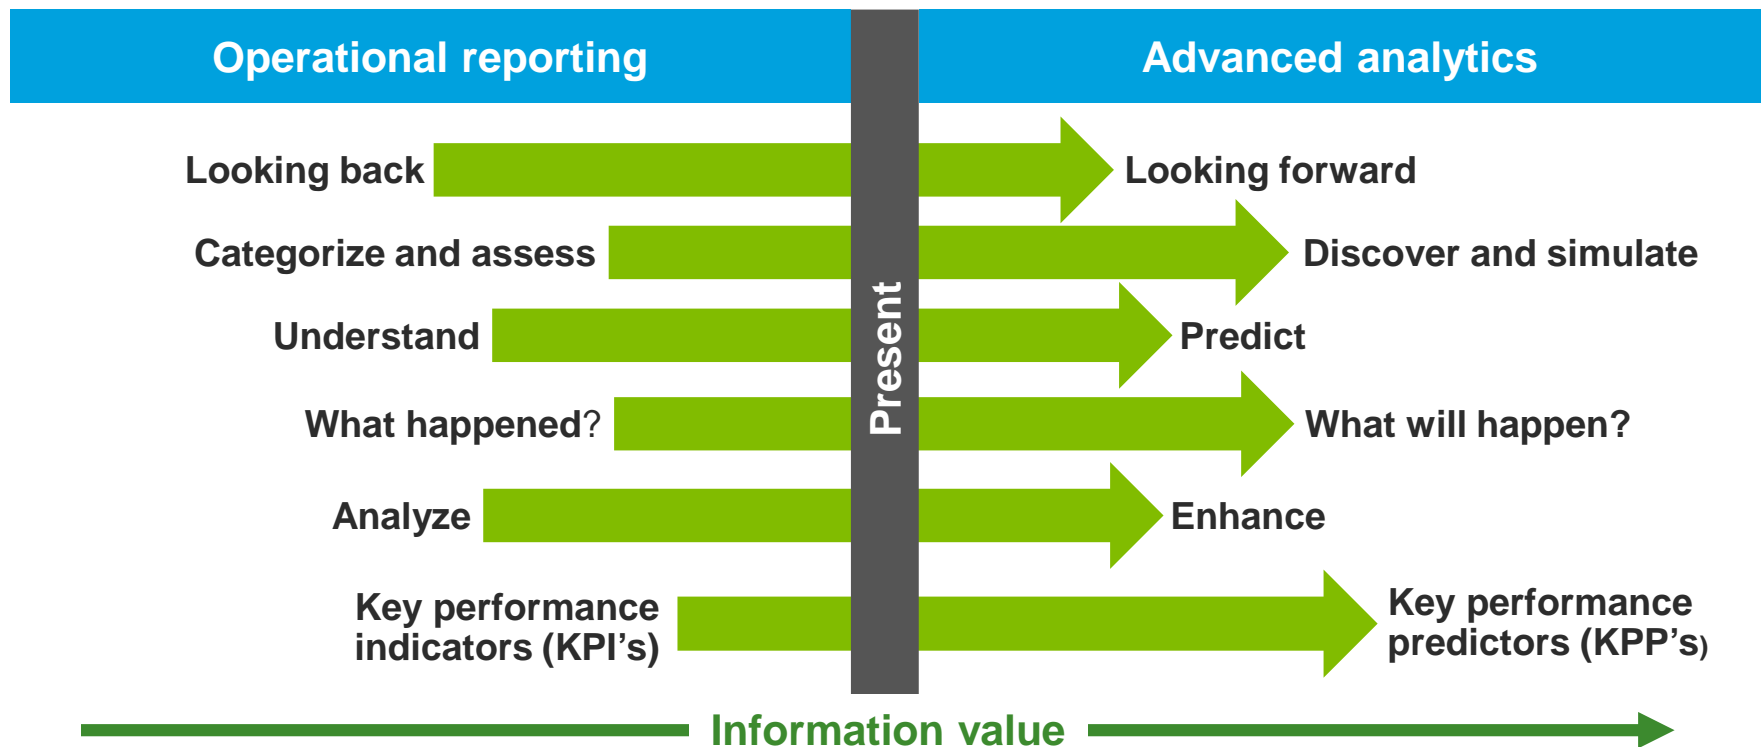 Operational reporting
Advanced analytics
Present
Looking back
Looking forward
Categorize and assess
Discover and simulate
Understand
Predict
What happened?
What will happen?
Analyze
Enhance
Key performance
indicators (KPI’s)
Key performance
predictors (KPP’s)
Information value